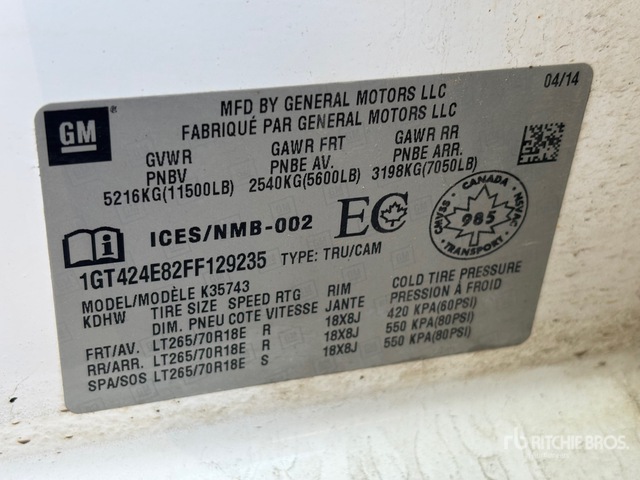 GM
04/14
MFD BY GENERAL MOTORS LLC
FABRIQUÉ PAR GENERAL MOTORS LLC
GVWR GAWR FRT GAWR RR
PNBV PNBE AV. PNBE ARR.
5216KG(11500LB) 2540KG(5600LB) 3198KG(7050LB)
ICES/NMB-002 EC
CANADA
CMVSS 985 NSVAC
TRANSPORT
1GT424E82FF129235 TYPE: TRU/CAM
MODEL/MODÈLE K35743
KDHW TIRE SIZE SPEED RTG RIM COLD TIRE PRESSURE
DIM. PNEU COTE VITESSE JANTE PRESSION A FROID
FRT/AV. LT265/70R18E R 18X8J 420 KPA(60PSI)
RR/ARR. LT265/70R18E R 18X8J 550 KPA(80PSI)
SPA/SOS LT265/70R18E S 18X8J 550 KPA(80PSI)
rb RITCHIE BROS.